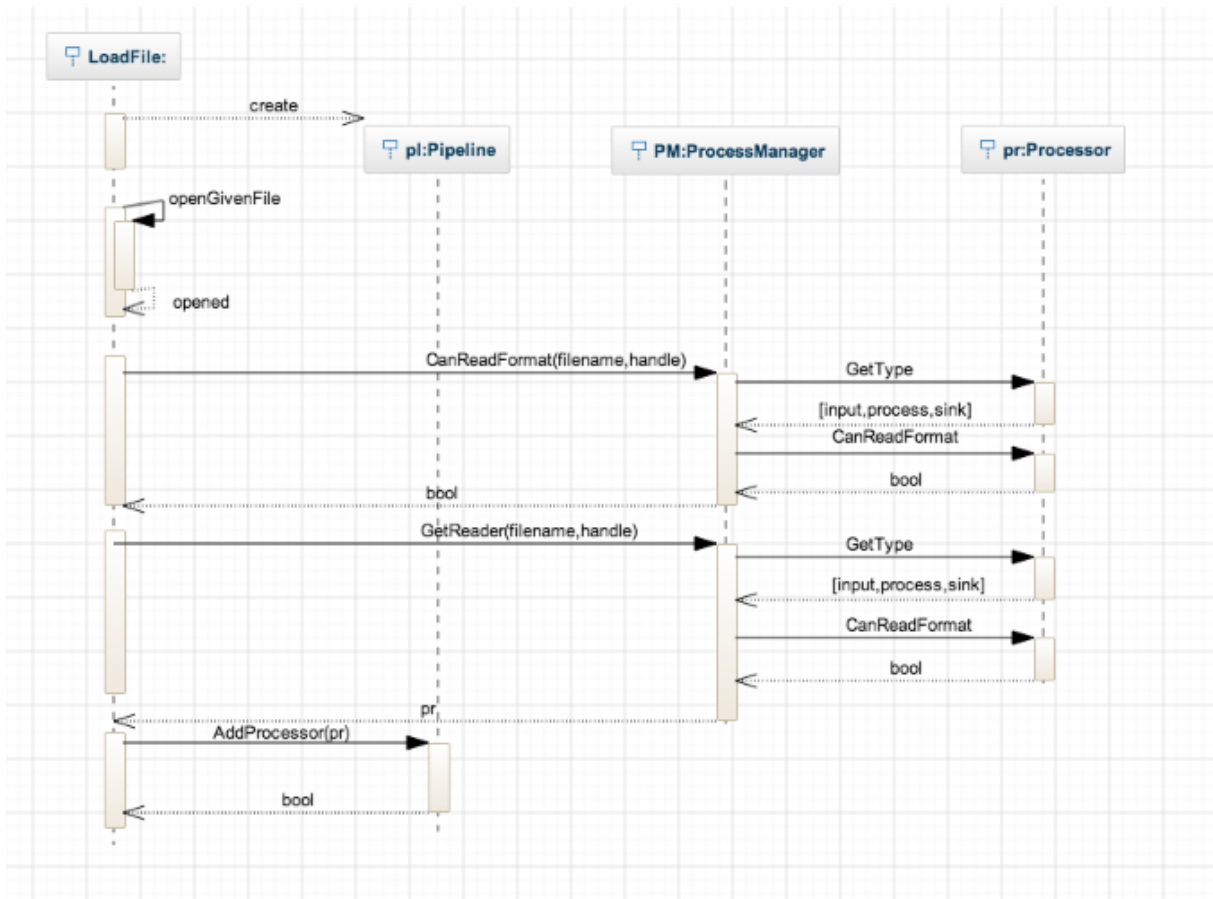 LoadFile:
create
pl:Pipeline
PM:ProcessManager
pr:Processor
openGivenFile
opened
CanReadFormat(filename,handle)
GetType
[input,process,sink]
CanReadFormat
bool
bool
GetReader(filename,handle)
GetType
[input,process,sink]
CanReadFormat
bool
pr
AddProcessor(pr)
bool